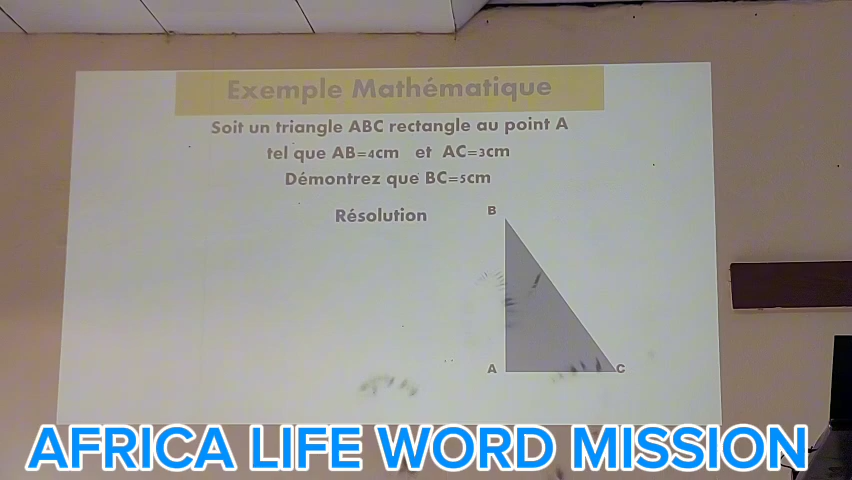 Exemple Mathématique
Soit un triangle ABC rectangle au point A
tel que AB=4cm et AC=3cm
Démontrez que BC=5cm
Résolution
B
A
C
AFRICA LIFE WORD MISSION